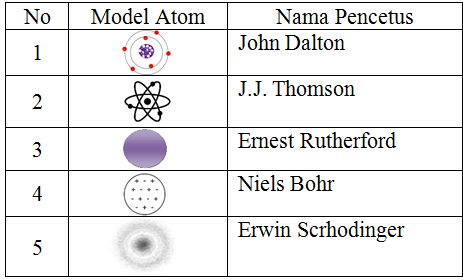 No Model Atom Nama Pencetus
1 John Dalton
2 J.J. Thomson
3 Ernest Rutherford
4 Niels Bohr
5 Erwin Scrhodinger